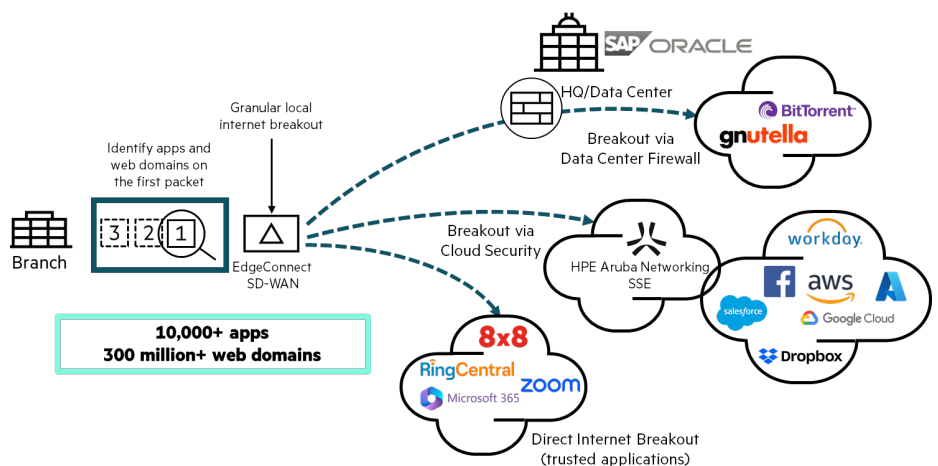 SAP ORACLE
HQ/Data Center
BitTorrent
gnutella
Breakout via
Data Center Firewall
Granular local
internet breakout
Identify apps and
web domains on
the first packet
3 2 1
Branch
EdgeConnect
SD-WAN
Breakout via
Cloud Security
HPE Aruba Networking
SSE
workday.
aws
salesforce
Google Cloud
Dropbox
10,000+ apps
300 million+ web domains
8x8
RingCentral
zoom
Microsoft 365
Direct Internet Breakout
(trusted applications)